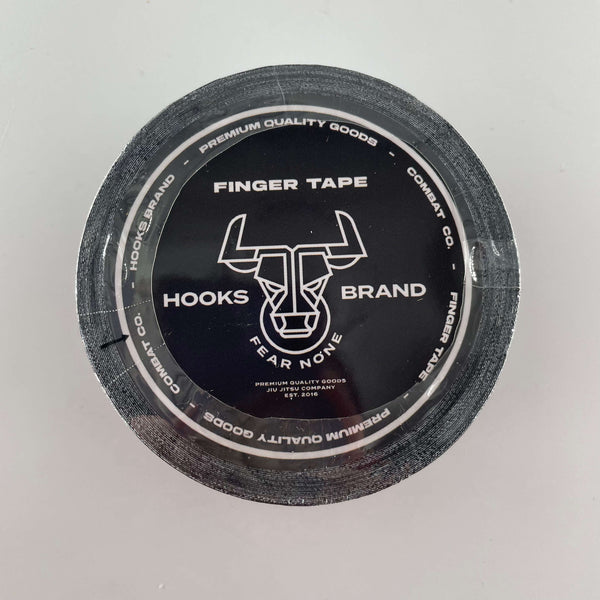 FINGER TAPE
HOOKS BRAND
FEAR NONE
PREMIUM QUALITY GOODS
JIU JITSU COMPANY
EST. 2016
- PREMIUM QUALITY GOODS - COMBAT CO. - FINGER TAPE - PREMIUM QUALITY GOODS - COMBAT CO. - HOOKS BRAND